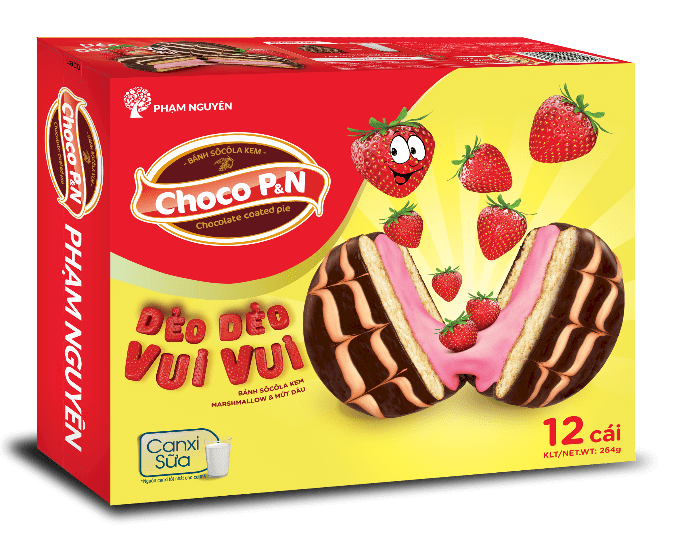 PHẠM NGUYÊN
- BÁNH SÔCÔLA KEM -
Choco P&N
Chocolate coated pie
DẺO DẺO
VUI VUI
BÁNH SÔCÔLA KEM
MARSHMALLOW & MỨT DÂU
Canxi
Sữa
12 cái
KLT/NET.WT: 264g
Choco P&N
PHẠM NGUYÊN